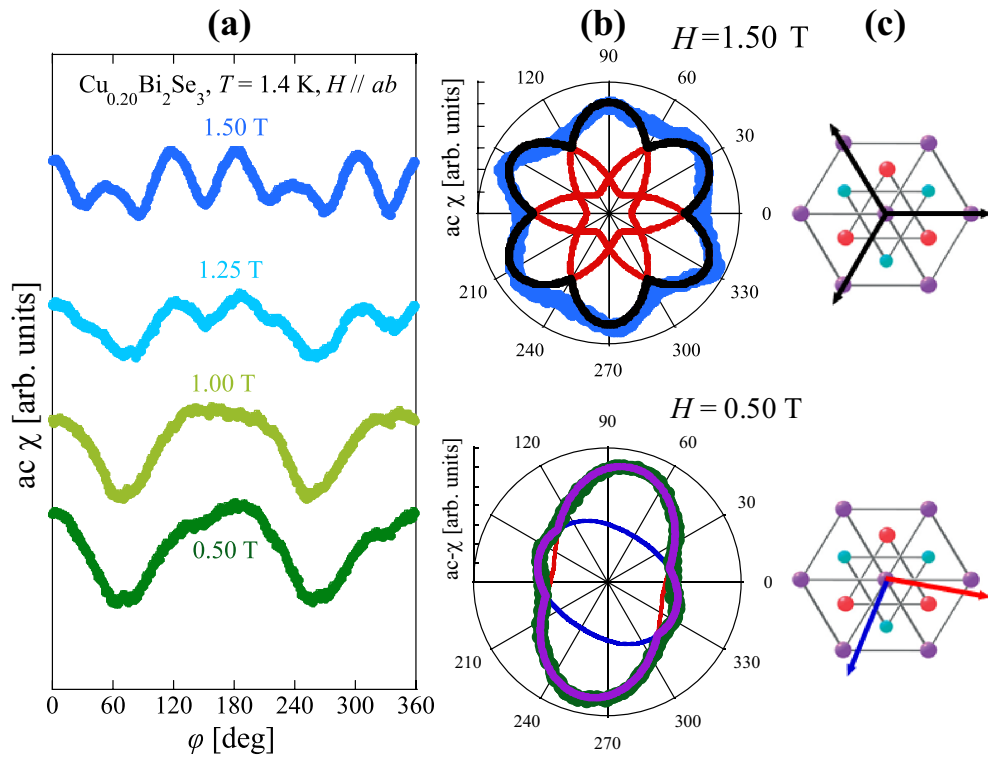 (a)
Cu0.20Bi2Se3, T = 1.4 K, H // ab
1.50 T
1.25 T
1.00 T
0.50 T
ac χ [arb. units]
0 60 120 180 240 300 360
φ [deg]
(b)
H=1.50 T
90
120 60
30
0
330
300
270
240
210
ac χ [arb. units]
H = 0.50 T
90
120 60
30
0
330
300
270
240
210
ac-χ [arb. units]
(c)